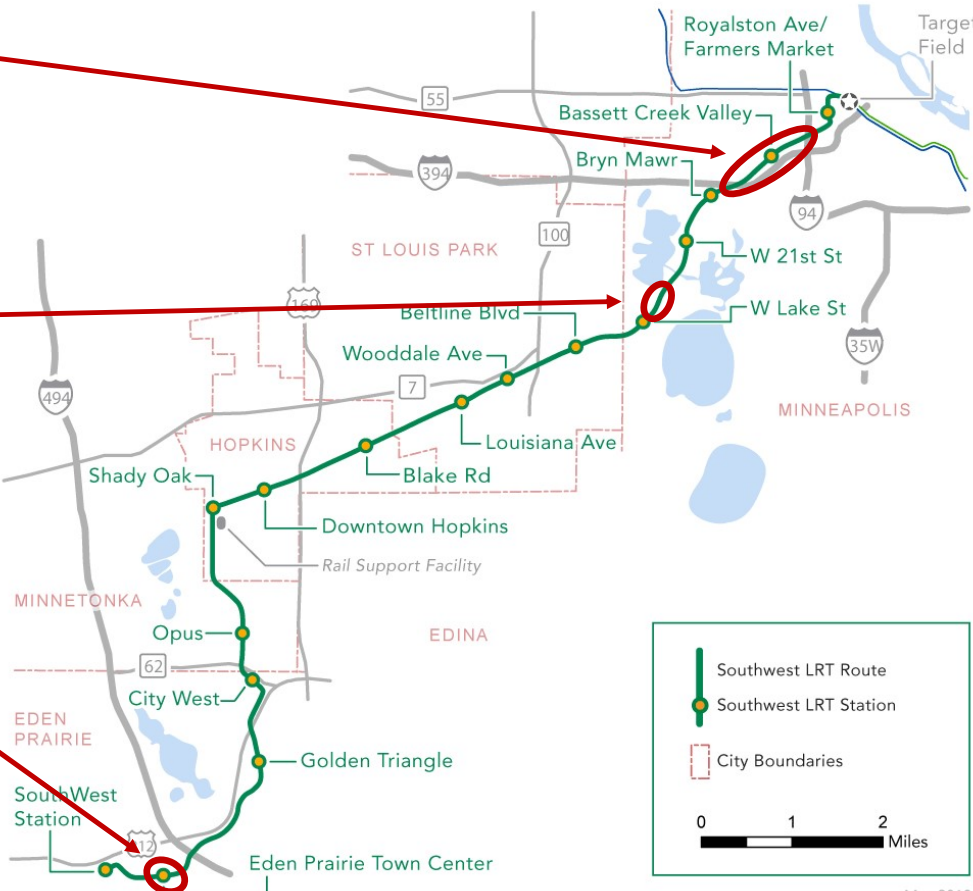 Royalston Ave/
Farmers Market
Target
Field
55
Bassett Creek Valley
Bryn Mawr
394
94
100
ST LOUIS PARK
W 21st St
169
Beltline Blvd
W Lake St
Wooddale Ave
35W
7
494
MINNEAPOLIS
HOPKINS
Louisiana Ave
Shady Oak
Blake Rd
Downtown Hopkins
Rail Support Facility
MINNETONKA
Opus
EDINA
62
City West
EDEN
PRAIRIE
Golden Triangle
SouthWest
Station
Eden Prairie Town Center
Southwest LRT Route
Southwest LRT Station
City Boundaries
0 1 2
Miles